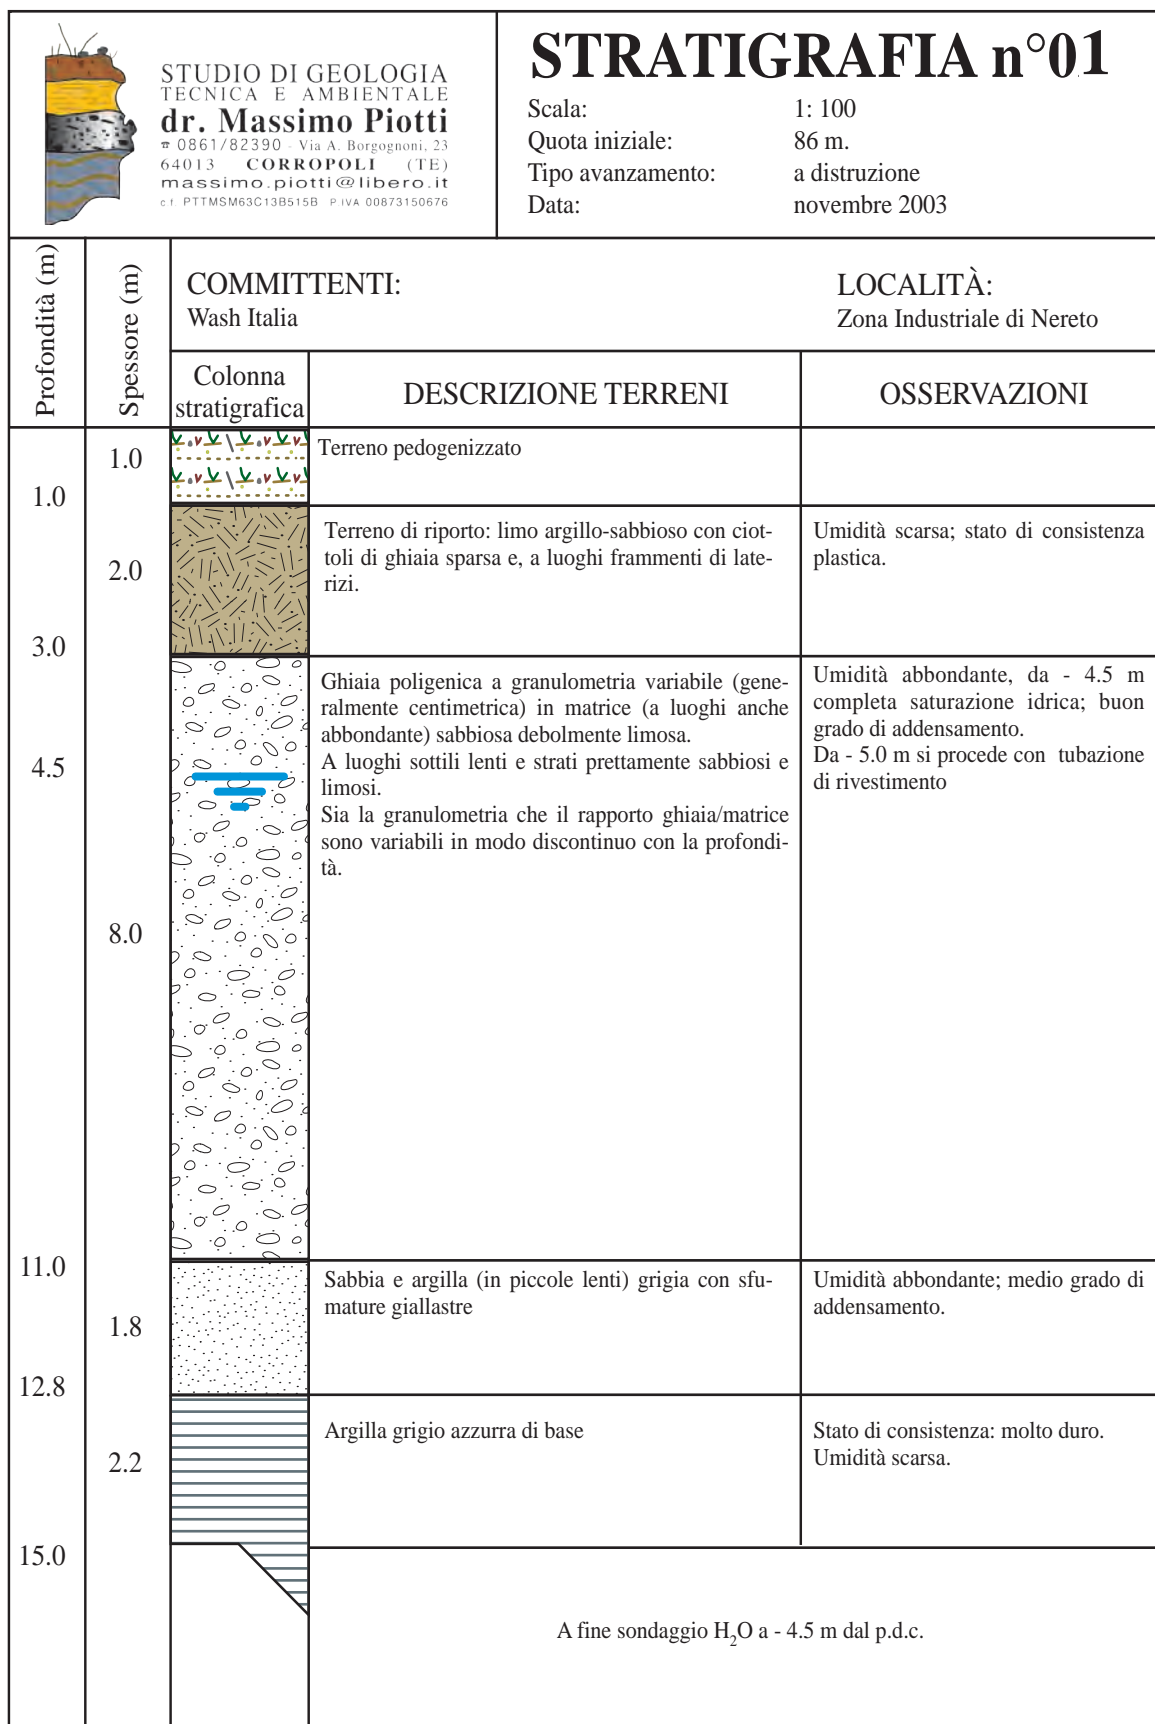 STUDIO DI GEOLOGIA
TECNICA E AMBIENTALE
dr. Massimo Piotti
☎ 0861/82390 - Via A. Borgognoni, 23
64013 CORROPOLI (TE)
massimo.piotti@libero.it
c.f. PTTMSM63C13B515B P.IVA 00873150676
STRATIGRAFIA n°01
Scala: 1: 100
Quota iniziale: 86 m.
Tipo avanzamento: a distruzione
Data: novembre 2003
Profondità (m)
Spessore (m)
COMMITTENTI:
Wash Italia
LOCALITÀ:
Zona Industriale di Nereto
Colonna
stratigrafica
DESCRIZIONE TERRENI
OSSERVAZIONI
1.0
Terreno pedogenizzato
1.0
2.0
Terreno di riporto: limo argillo-sabbioso con ciot-
toli di ghiaia sparsa e, a luoghi frammenti di late-
rizi.
Umidità scarsa; stato di consistenza
plastica.
3.0
Ghiaia poligenica a granulometria variabile (gene-
ralmente centimetrica) in matrice (a luoghi anche
abbondante) sabbiosa debolmente limosa.
A luoghi sottili lenti e strati prettamente sabbiosi e
limosi.
Sia la granulometria che il rapporto ghiaia/matrice
sono variabili in modo discontinuo con la profondi-
tà.
Umidità abbondante, da - 4.5 m
completa saturazione idrica; buon
grado di addensamento.
Da - 5.0 m si procede con tubazione
di rivestimento
4.5
8.0
11.0
1.8
Sabbia e argilla (in piccole lenti) grigia con sfu-
mature giallastre
Umidità abbondante; medio grado di
addensamento.
12.8
2.2
Argilla grigio azzurra di base
Stato di consistenza: molto duro.
Umidità scarsa.
15.0
A fine sondaggio H₂O a - 4.5 m dal p.d.c.